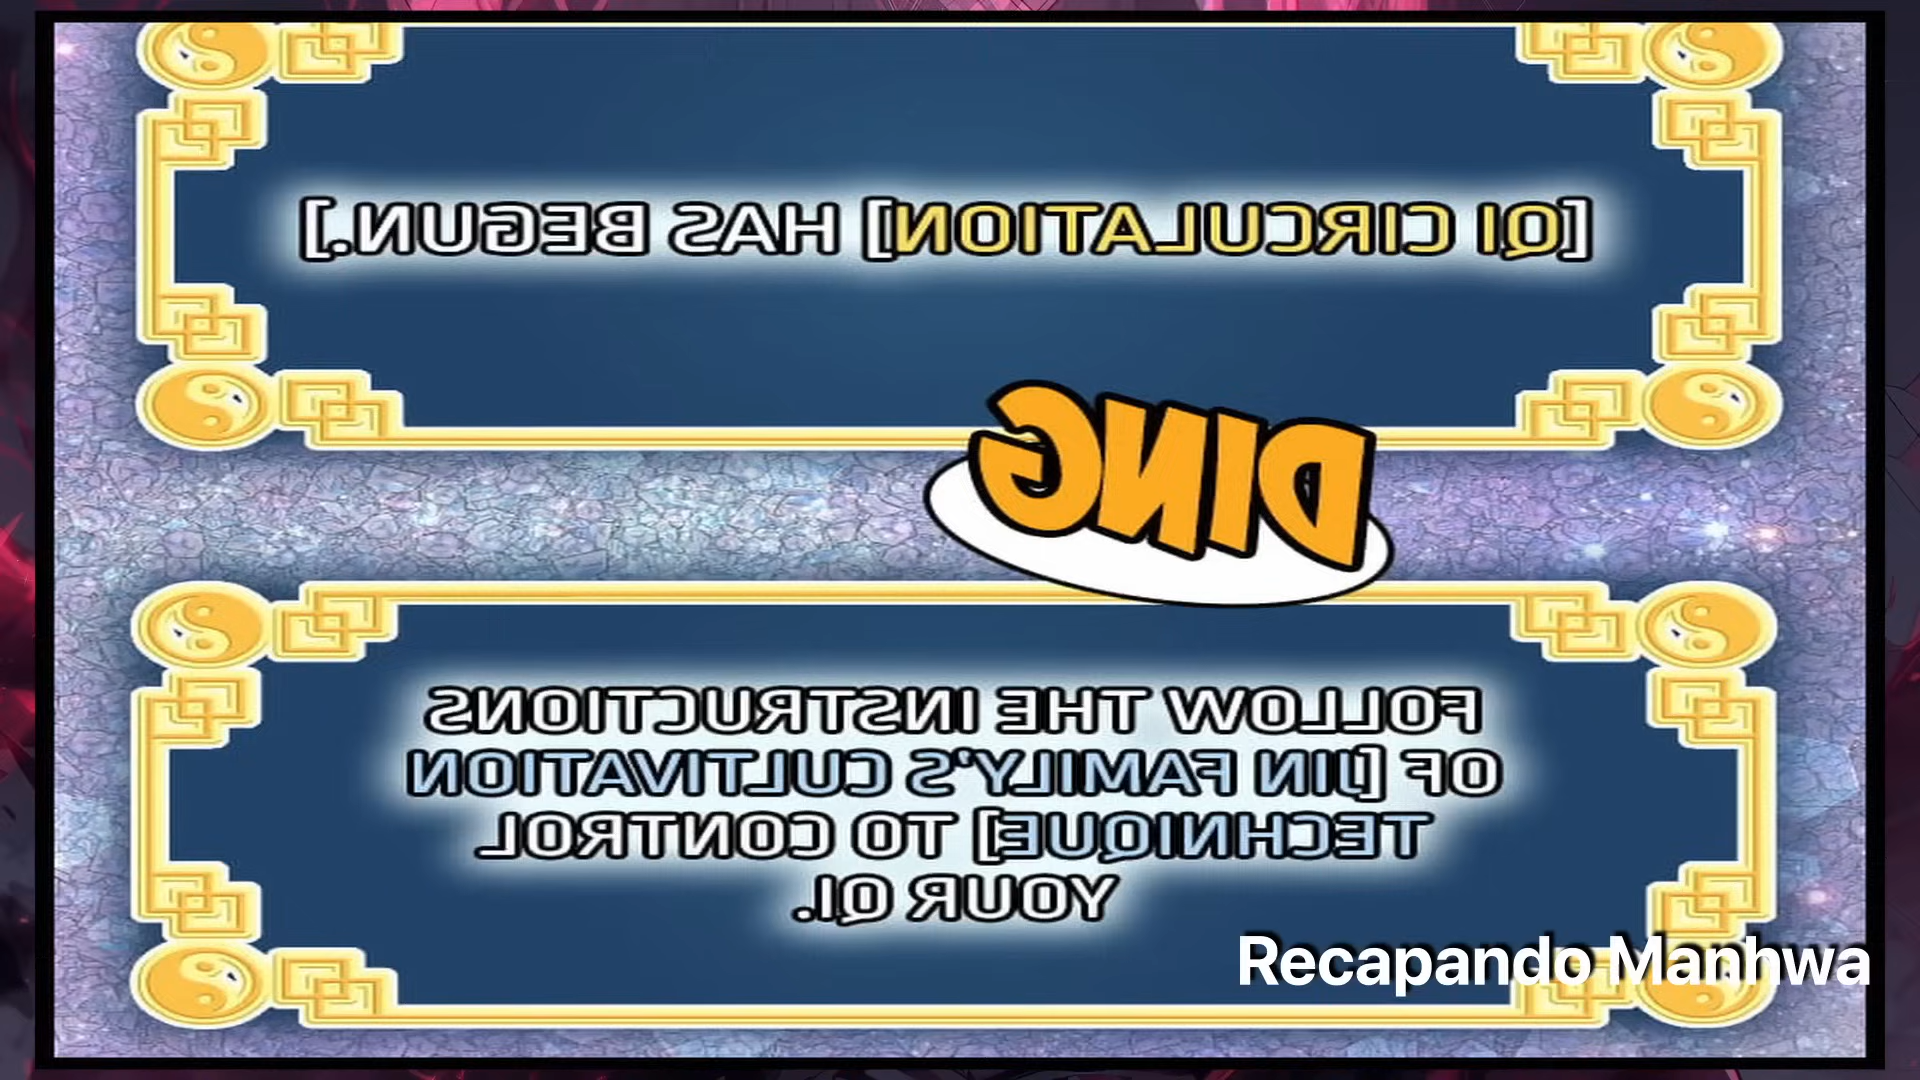 [QI CIRCULATION] HAS BEGUN.]
DING
FOLLOW THE INSTRUCTIONS
OF [JIN FAMILY'S CULTIVATION
TECHNIQUE] TO CONTROL
YOUR QI.
Recapando Manhwa